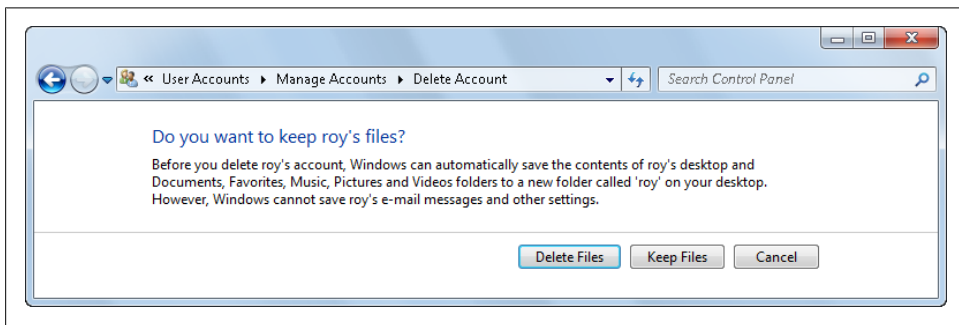 « User Accounts ▸ Manage Accounts ▸ Delete Account
Search Control Panel
Do you want to keep roy's files?
Before you delete roy's account, Windows can automatically save the contents of roy's desktop and
Documents, Favorites, Music, Pictures and Videos folders to a new folder called 'roy' on your desktop.
However, Windows cannot save roy's e-mail messages and other settings.
Delete Files Keep Files Cancel